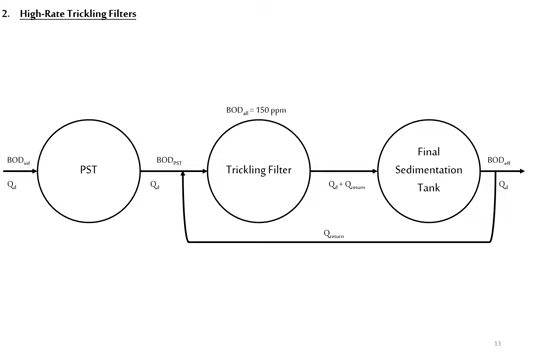 2. High-Rate Trickling Filters
BODall = 150 ppm
BODinf
PST
BODPST
Trickling Filter
Final
Sedimentation
Tank
BODeff
Qd
Qd
Qd + Qreturn
Qd
Qreturn
13